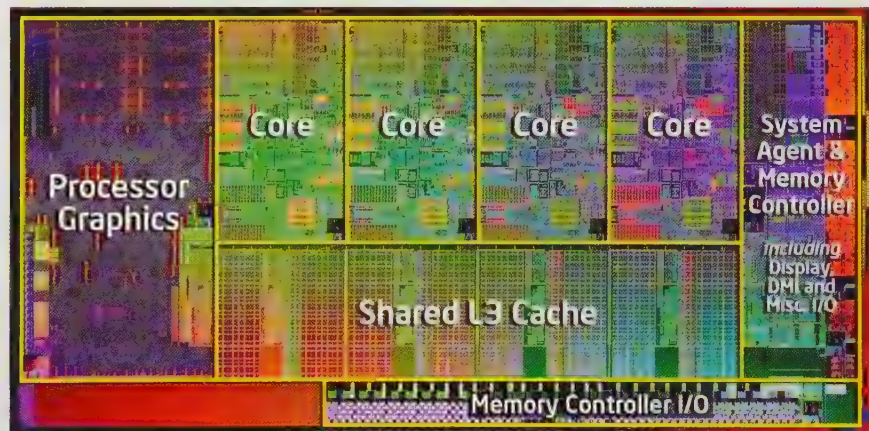 Processor
Graphics
Core
Core
Core
Core
System
Agent &
Memory
Controller
including
Display,
DMI and
Misc. I/O
Shared L3 Cache
Memory Controller I/O